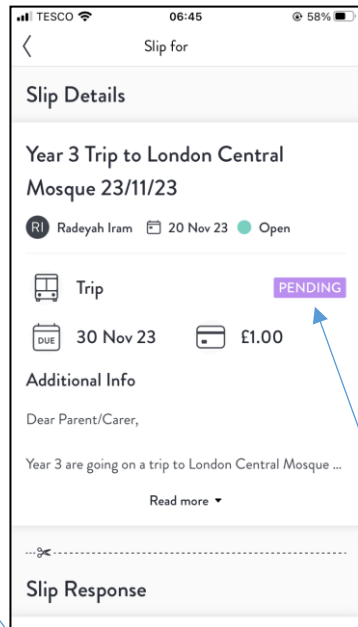 TESCO 06:45 58%
Slip for
Slip Details
Year 3 Trip to London Central
Mosque 23/11/23
RI Radeyah Iram 20 Nov 23 Open
Trip PENDING
DUE 30 Nov 23 £1.00
Additional Info
Dear Parent/Carer,
Year 3 are going on a trip to London Central Mosque ...
Read more
Slip Response